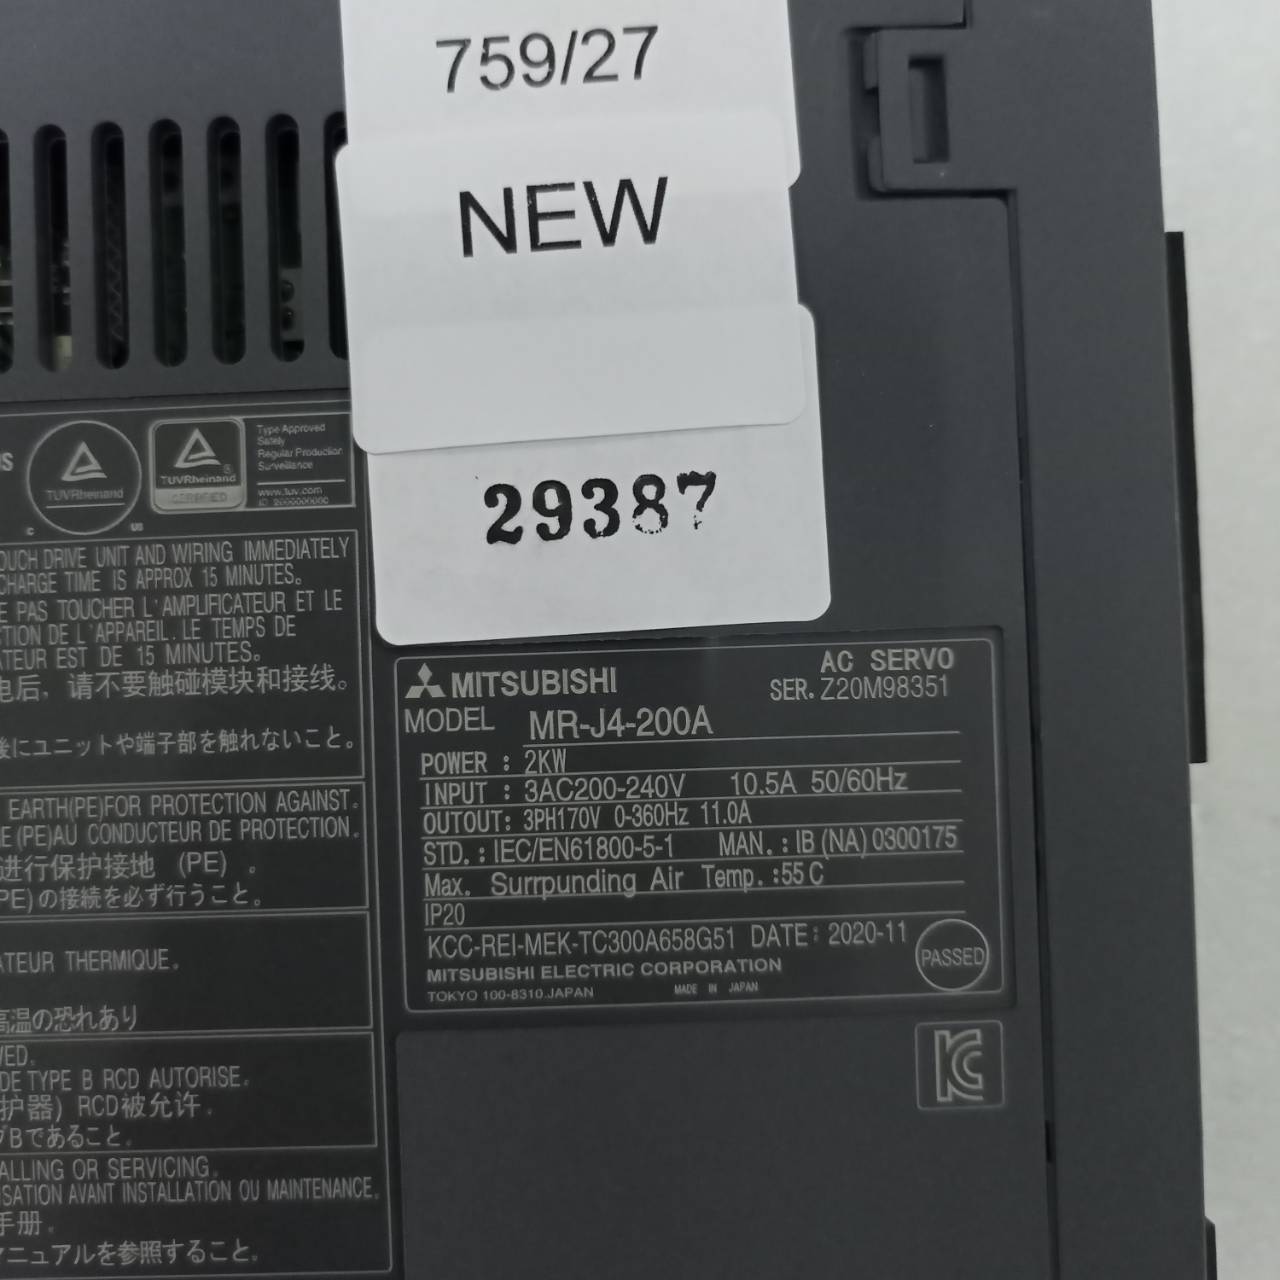 759/27
NEW
29387
US
TUVRheinland
C US
TUVRheinand
CERTIFIED
Type Approved
Safety
Regular Production
Surveillance
www.tuv.com
OUCH DRIVE UNIT AND WIRING IMMEDIATELY
CHARGE TIME IS APPROX 15 MINUTES.
E PAS TOUCHER L'AMPLIFICATEUR ET LE
TION DE L'APPAREIL.LE TEMPS DE
ATEUR EST DE 15 MINUTES.
电后，请不要触碰模块和接线。
後にユニットや端子部を触れないこと。
EARTH(PE)FOR PROTECTION AGAINST.
E(PE)AU CONDUCTEUR DE PROTECTION.
进行保护接地 (PE) .
PE)の接続を必ず行うこと。
ATEUR THERMIQUE.
高温の恐れあり
WED.
DE TYPE B RCD AUTORISE.
护器) RCD被允许.
プBであること.
ALLING OR SERVICING.
ISATION AVANT INSTALLATION OU MAINTENANCE.
手册.
マニュアルを参照すること.
MITSUBISHI
AC SERVO
SER.Z20M98351
MODEL MR-J4-200A
POWER : 2KW
INPUT : 3AC200-240V 10.5A 50/60Hz
OUTOUT: 3PH170V 0-360Hz 11.0A
STD.: IEC/EN61800-5-1 MAN.: IB (NA) 0300175
Max. Surrpunding Air Temp.:55 C
IP20
KCC-REI-MEK-TC300A658G51 DATE: 2020-11
PASSED
MITSUBISHI ELECTRIC CORPORATION
TOKYO 100-8310.JAPAN MADE IN JAPAN
KC